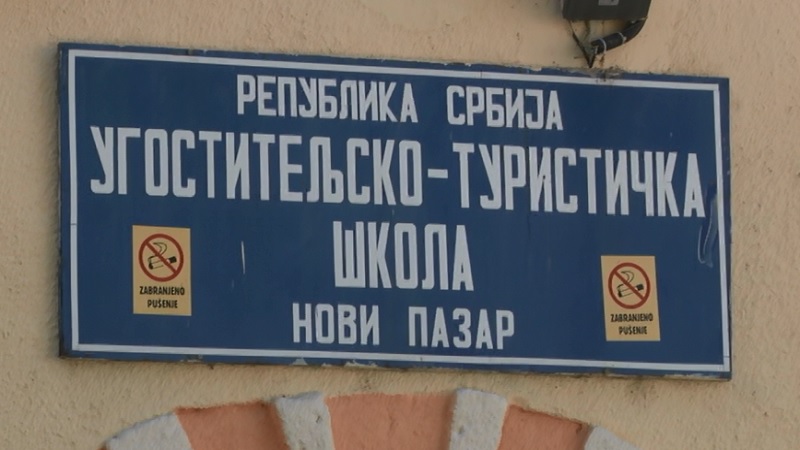 РЕПУБЛИКА СРБИЈА
УГОСТИТЕЉСКО-ТУРИСТИЧКА
ШКОЛА
НОВИ ПАЗАР
ZABRANJENO
PUŠENJE
ZABRANJENO
PUŠENJE